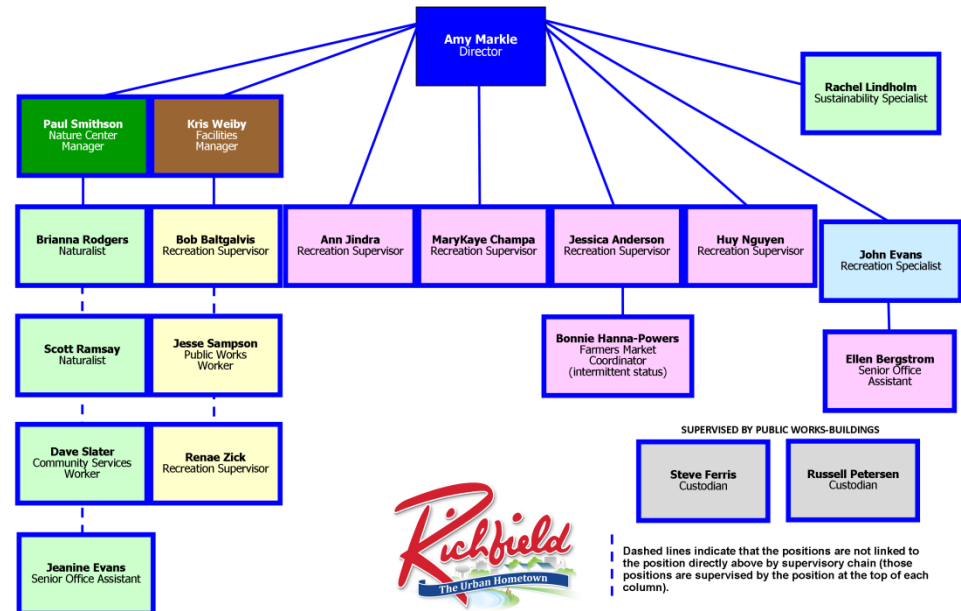 Amy Markle
Director
Rachel Lindholm
Sustainability Specialist
Paul Smithson
Nature Center
Manager
Kris Weiby
Facilities
Manager
Brianna Rodgers
Naturalist
Bob Baltgalvis
Recreation Supervisor
Ann Jindra
Recreation Supervisor
MaryKaye Champa
Recreation Supervisor
Jessica Anderson
Recreation Supervisor
Huy Nguyen
Recreation Supervisor
John Evans
Recreation Specialist
Scott Ramsay
Naturalist
Jesse Sampson
Public Works
Worker
Bonnie Hanna-Powers
Farmers Market
Coordinator
(intermittent status)
Ellen Bergstrom
Senior Office
Assistant
Dave Slater
Community Services
Worker
Renae Zick
Recreation Supervisor
SUPERVISED BY PUBLIC WORKS-BUILDINGS
Steve Ferris
Custodian
Russell Petersen
Custodian
Jeanine Evans
Senior Office Assistant
Richfield
The Urban Hometown
Dashed lines indicate that the positions are not linked to
the position directly above by supervisory chain (those
positions are supervised by the position at the top of each
column).